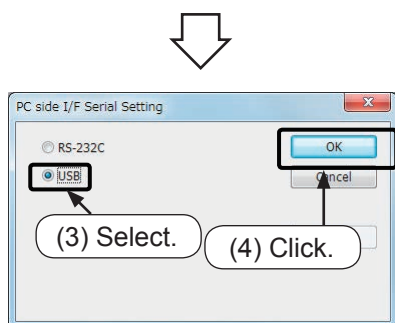 PC side I/F Serial Setting
RS-232C
OK
USB
Cancel
(3) Select.
(4) Click.